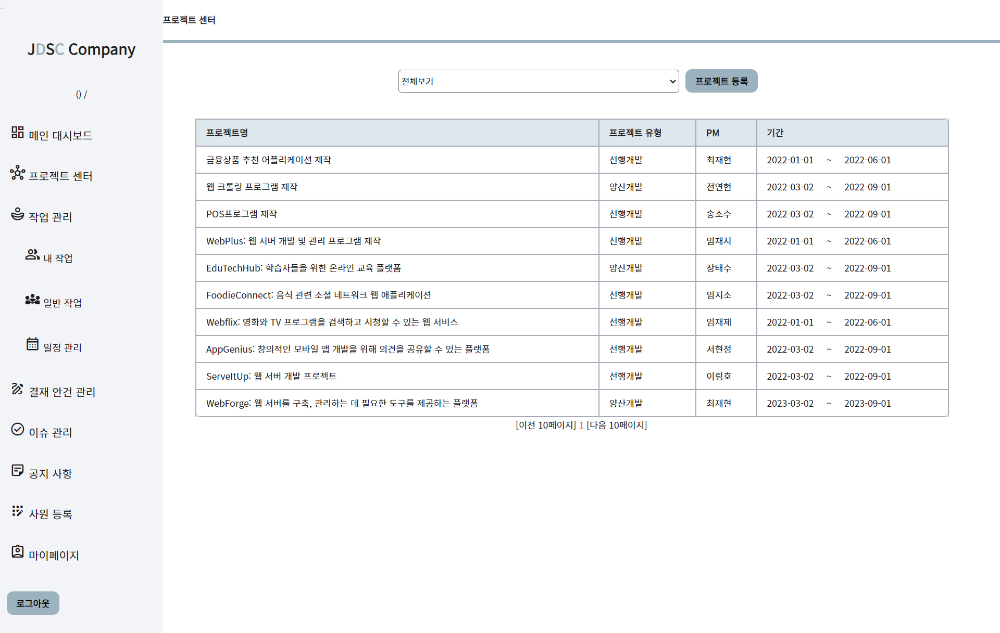 -
JDSC Company
() /
메인 대시보드
프로젝트 센터
작업 관리
내 작업
일반 작업
일정 관리
결재 안건 관리
이슈 관리
공지 사항
사원 등록
마이페이지
로그아웃
프로젝트 센터
전체보기 프로젝트 등록
프로젝트명 프로젝트 유형 PM 기간
금융상품 추천 어플리케이션 제작 선행개발 최재현 2022-01-01 ~ 2022-06-01
웹 크롤링 프로그램 제작 양산개발 전연현 2022-03-02 ~ 2022-09-01
POS프로그램 제작 선행개발 송소수 2022-03-02 ~ 2022-09-01
WebPlus: 웹 서버 개발 및 관리 프로그램 제작 선행개발 임재지 2022-01-01 ~ 2022-06-01
EduTechHub: 학습자들을 위한 온라인 교육 플랫폼 양산개발 장태수 2022-03-02 ~ 2022-09-01
FoodieConnect: 음식 관련 소셜 네트워크 웹 애플리케이션 선행개발 임지소 2022-03-02 ~ 2022-09-01
Webflix: 영화와 TV 프로그램을 검색하고 시청할 수 있는 웹 서비스 선행개발 임재제 2022-01-01 ~ 2022-06-01
AppGenius: 창의적인 모바일 앱 개발을 위해 의견을 공유할 수 있는 플랫폼 선행개발 서현정 2022-03-02 ~ 2022-09-01
ServeItUp: 웹 서버 개발 프로젝트 선행개발 이림호 2022-03-02 ~ 2022-09-01
WebForge: 웹 서버를 구축, 관리하는 데 필요한 도구를 제공하는 플랫폼 양산개발 최재현 2023-03-02 ~ 2023-09-01
[이전 10페이지] 1 [다음 10페이지]